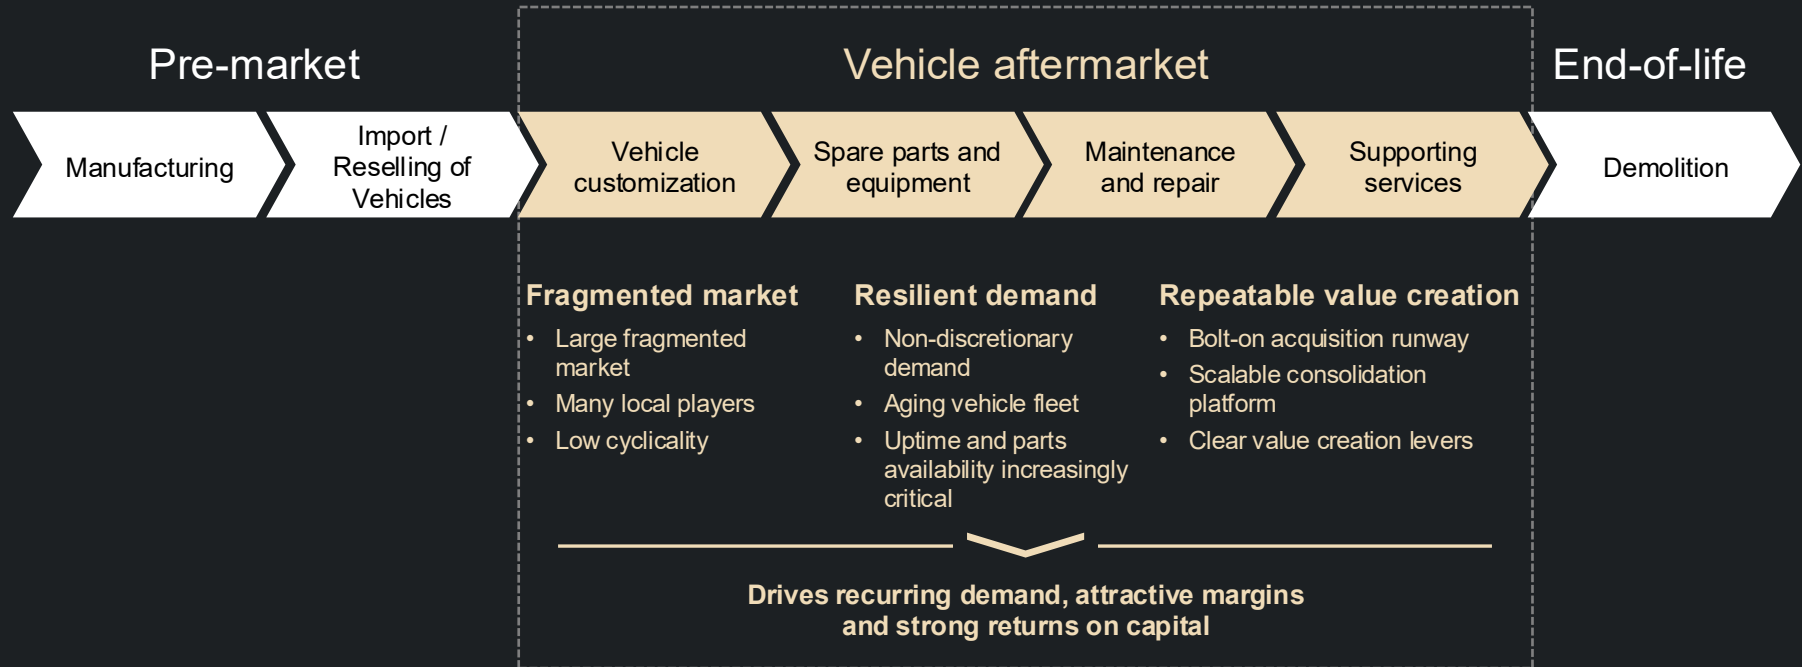 Pre-market
Vehicle aftermarket
End-of-life
Manufacturing
Import /
Reselling of
Vehicles
Vehicle
customization
Spare parts and
equipment
Maintenance
and repair
Supporting
services
Demolition
Fragmented market
• Large fragmented
market
• Many local players
• Low cyclicality
Resilient demand
• Non-discretionary
demand
• Aging vehicle fleet
• Uptime and parts
availability increasingly
critical
Repeatable value creation
• Bolt-on acquisition runway
• Scalable consolidation
platform
• Clear value creation levers
Drives recurring demand, attractive margins
and strong returns on capital